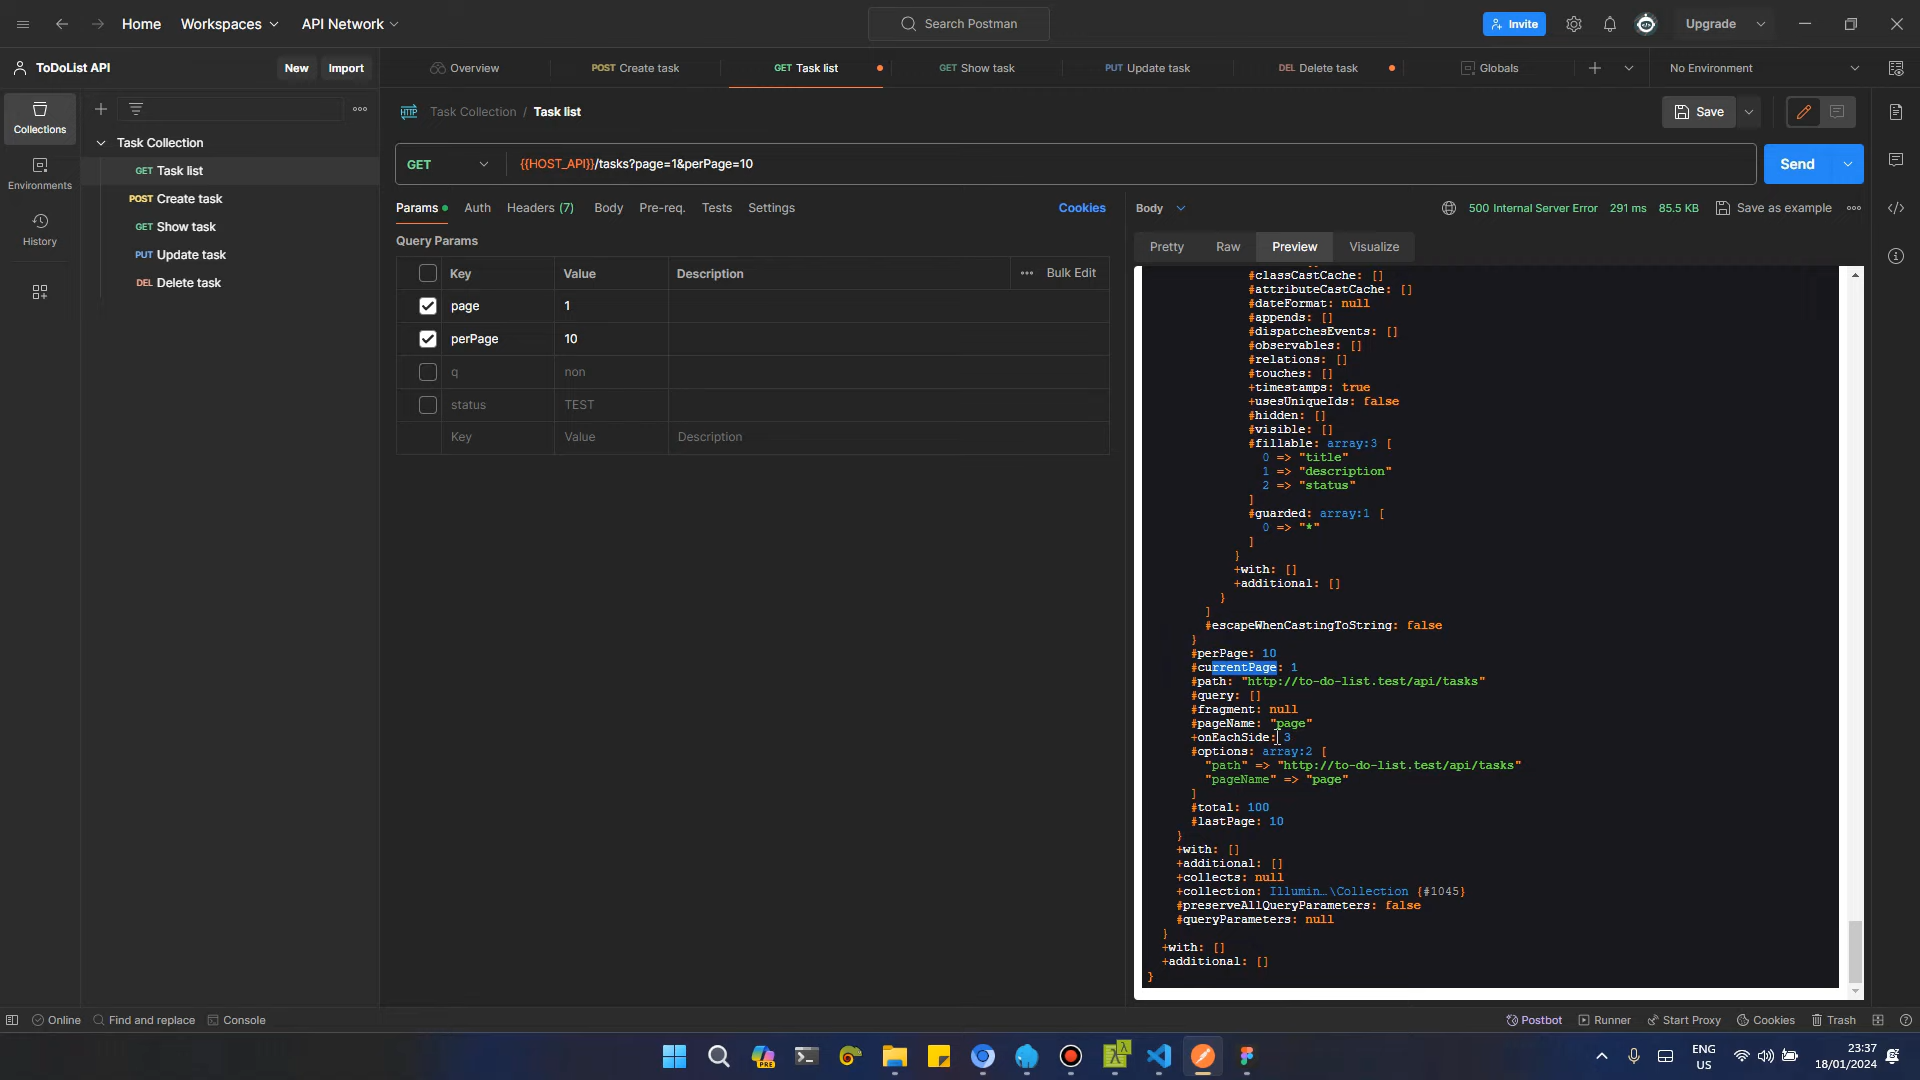 Home
Workspaces
API Network
Search Postman
Invite
Upgrade
ToDoList API
New
Import
Overview
POST Create task
GET Task list
GET Show task
PUT Update task
DEL Delete task
Globals
No Environment
Collections
Environments
History
Task Collection
GET Task list
POST Create task
GET Show task
PUT Update task
DEL Delete task
HTTP
Task Collection / Task list
Save
GET
{{HOST_API}}/tasks?page=1&perPage=10
Send
Params
Auth
Headers (7)
Body
Pre-req.
Tests
Settings
Cookies
Query Params
Key Value Description
Bulk Edit
page 1
perPage 10
q non
status TEST
Key Value Description
Body
500 Internal Server Error 291 ms 85.5 KB
Save as example
Pretty
Raw
Preview
Visualize
#classCastCache: []
#attributeCastCache: []
#dateFormat: null
#appends: []
#dispatchesEvents: []
#observables: []
#relations: []
#touches: []
+timestamps: true
+usesUniqueIds: false
#hidden: []
#visible: []
#fillable: array:3 [
0 => "title"
1 => "description"
2 => "status"
]
#guarded: array:1 [
0 => "*"
]
}
+with: []
+additional: []
}
]
#escapeWhenCastingToString: false
}
#perPage: 10
#currentPage: 1
#path: "http://to-do-list.test/api/tasks"
#query: []
#fragment: null
#pageName: "page"
+onEachSide: 3
#options: array:2 [
"path" => "http://to-do-list.test/api/tasks"
"pageName" => "page"
]
#total: 100
#lastPage: 10
}
+with: []
+additional: []
+collects: null
+collection: Illumin…\Collection {#1045}
#preserveAllQueryParameters: false
#queryParameters: null
}
+with: []
+additional: []
}
Online
Find and replace
Console
Postbot
Runner
Start Proxy
Cookies
Trash
PRE
ENG
US
23:37
18/01/2024